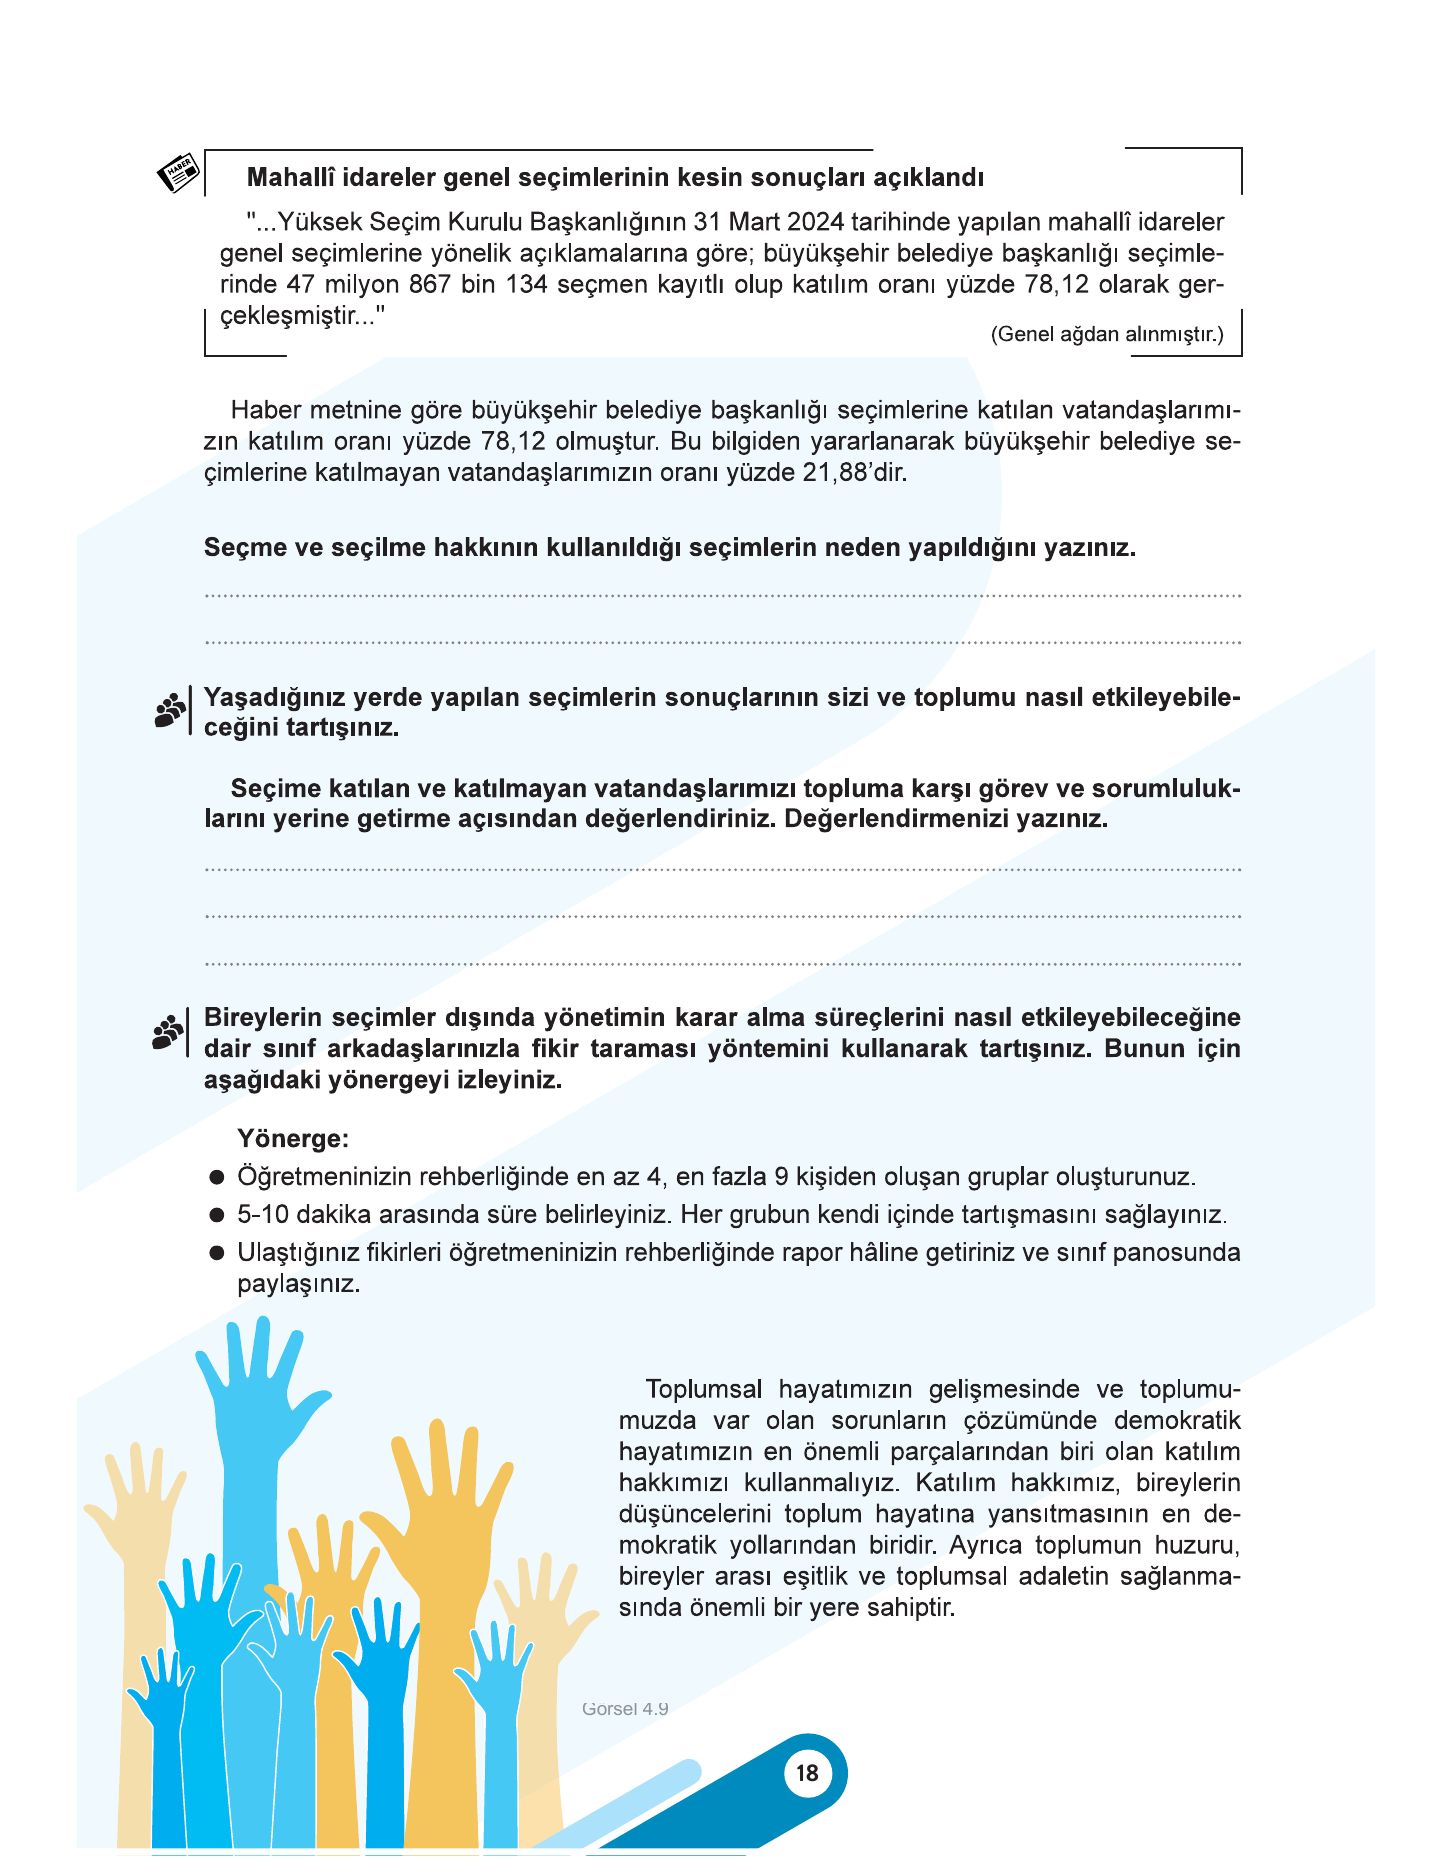 HABER
Mahallî idareler genel seçimlerinin kesin sonuçları açıklandı
"...Yüksek Seçim Kurulu Başkanlığının 31 Mart 2024 tarihinde yapılan mahallî idareler
genel seçimlerine yönelik açıklamalarına göre; büyükşehir belediye başkanlığı seçimle-
rinde 47 milyon 867 bin 134 seçmen kayıtlı olup katılım oranı yüzde 78,12 olarak ger-
çekleşmiştir..."
(Genel ağdan alınmıştır.)
Haber metnine göre büyükşehir belediye başkanlığı seçimlerine katılan vatandaşlarımı-
zın katılım oranı yüzde 78,12 olmuştur. Bu bilgiden yararlanarak büyükşehir belediye se-
çimlerine katılmayan vatandaşlarımızın oranı yüzde 21,88’dir.
Seçme ve seçilme hakkının kullanıldığı seçimlerin neden yapıldığını yazınız.
Yaşadığınız yerde yapılan seçimlerin sonuçlarının sizi ve toplumu nasıl etkileyebile-
ceğini tartışınız.
Seçime katılan ve katılmayan vatandaşlarımızı topluma karşı görev ve sorumluluk-
larını yerine getirme açısından değerlendiriniz. Değerlendirmenizi yazınız.
Bireylerin seçimler dışında yönetimin karar alma süreçlerini nasıl etkileyebileceğine
dair sınıf arkadaşlarınızla fikir taraması yöntemini kullanarak tartışınız. Bunun için
aşağıdaki yönergeyi izleyiniz.
Yönerge:
● Öğretmeninizin rehberliğinde en az 4, en fazla 9 kişiden oluşan gruplar oluşturunuz.
● 5-10 dakika arasında süre belirleyiniz. Her grubun kendi içinde tartışmasını sağlayınız.
● Ulaştığınız fikirleri öğretmeninizin rehberliğinde rapor hâline getiriniz ve sınıf panosunda
paylaşınız.
Toplumsal hayatımızın gelişmesinde ve toplumu-
muzda var olan sorunların çözümünde demokratik
hayatımızın en önemli parçalarından biri olan katılım
hakkımızı kullanmalıyız. Katılım hakkımız, bireylerin
düşüncelerini toplum hayatına yansıtmasının en de-
mokratik yollarından biridir. Ayrıca toplumun huzuru,
bireyler arası eşitlik ve toplumsal adaletin sağlanma-
sında önemli bir yere sahiptir.
Görsel 4.9
18